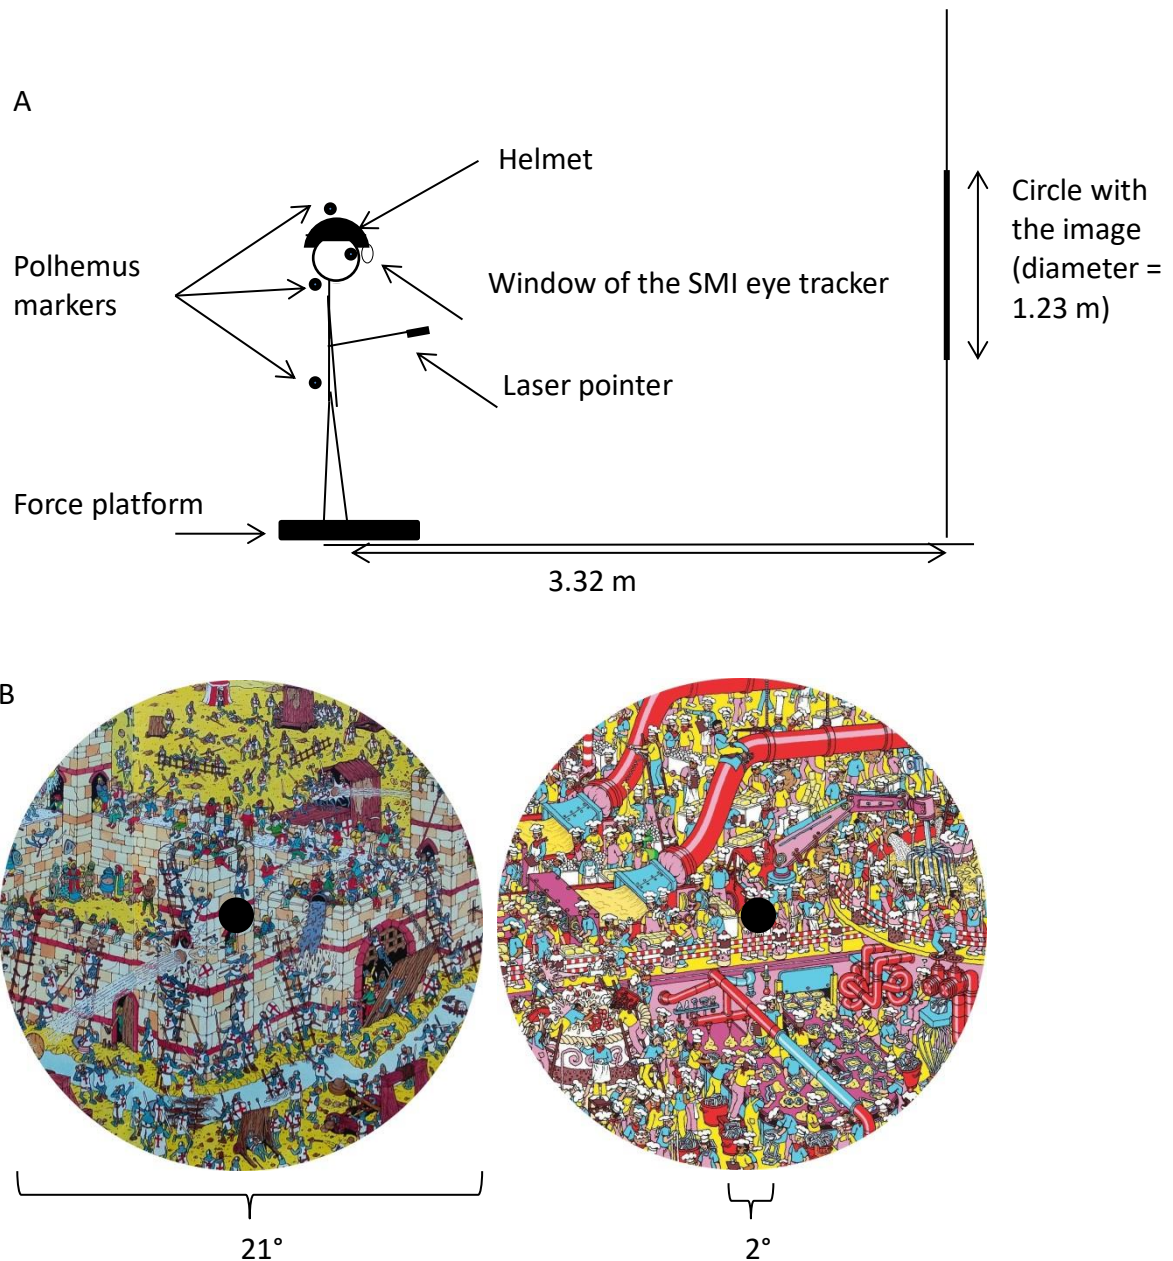 A
Helmet
Polhemus
markers
Window of the SMI eye tracker
Circle with
the image
(diameter =
1.23 m)
Laser pointer
Force platform
3.32 m
B
21°
2°